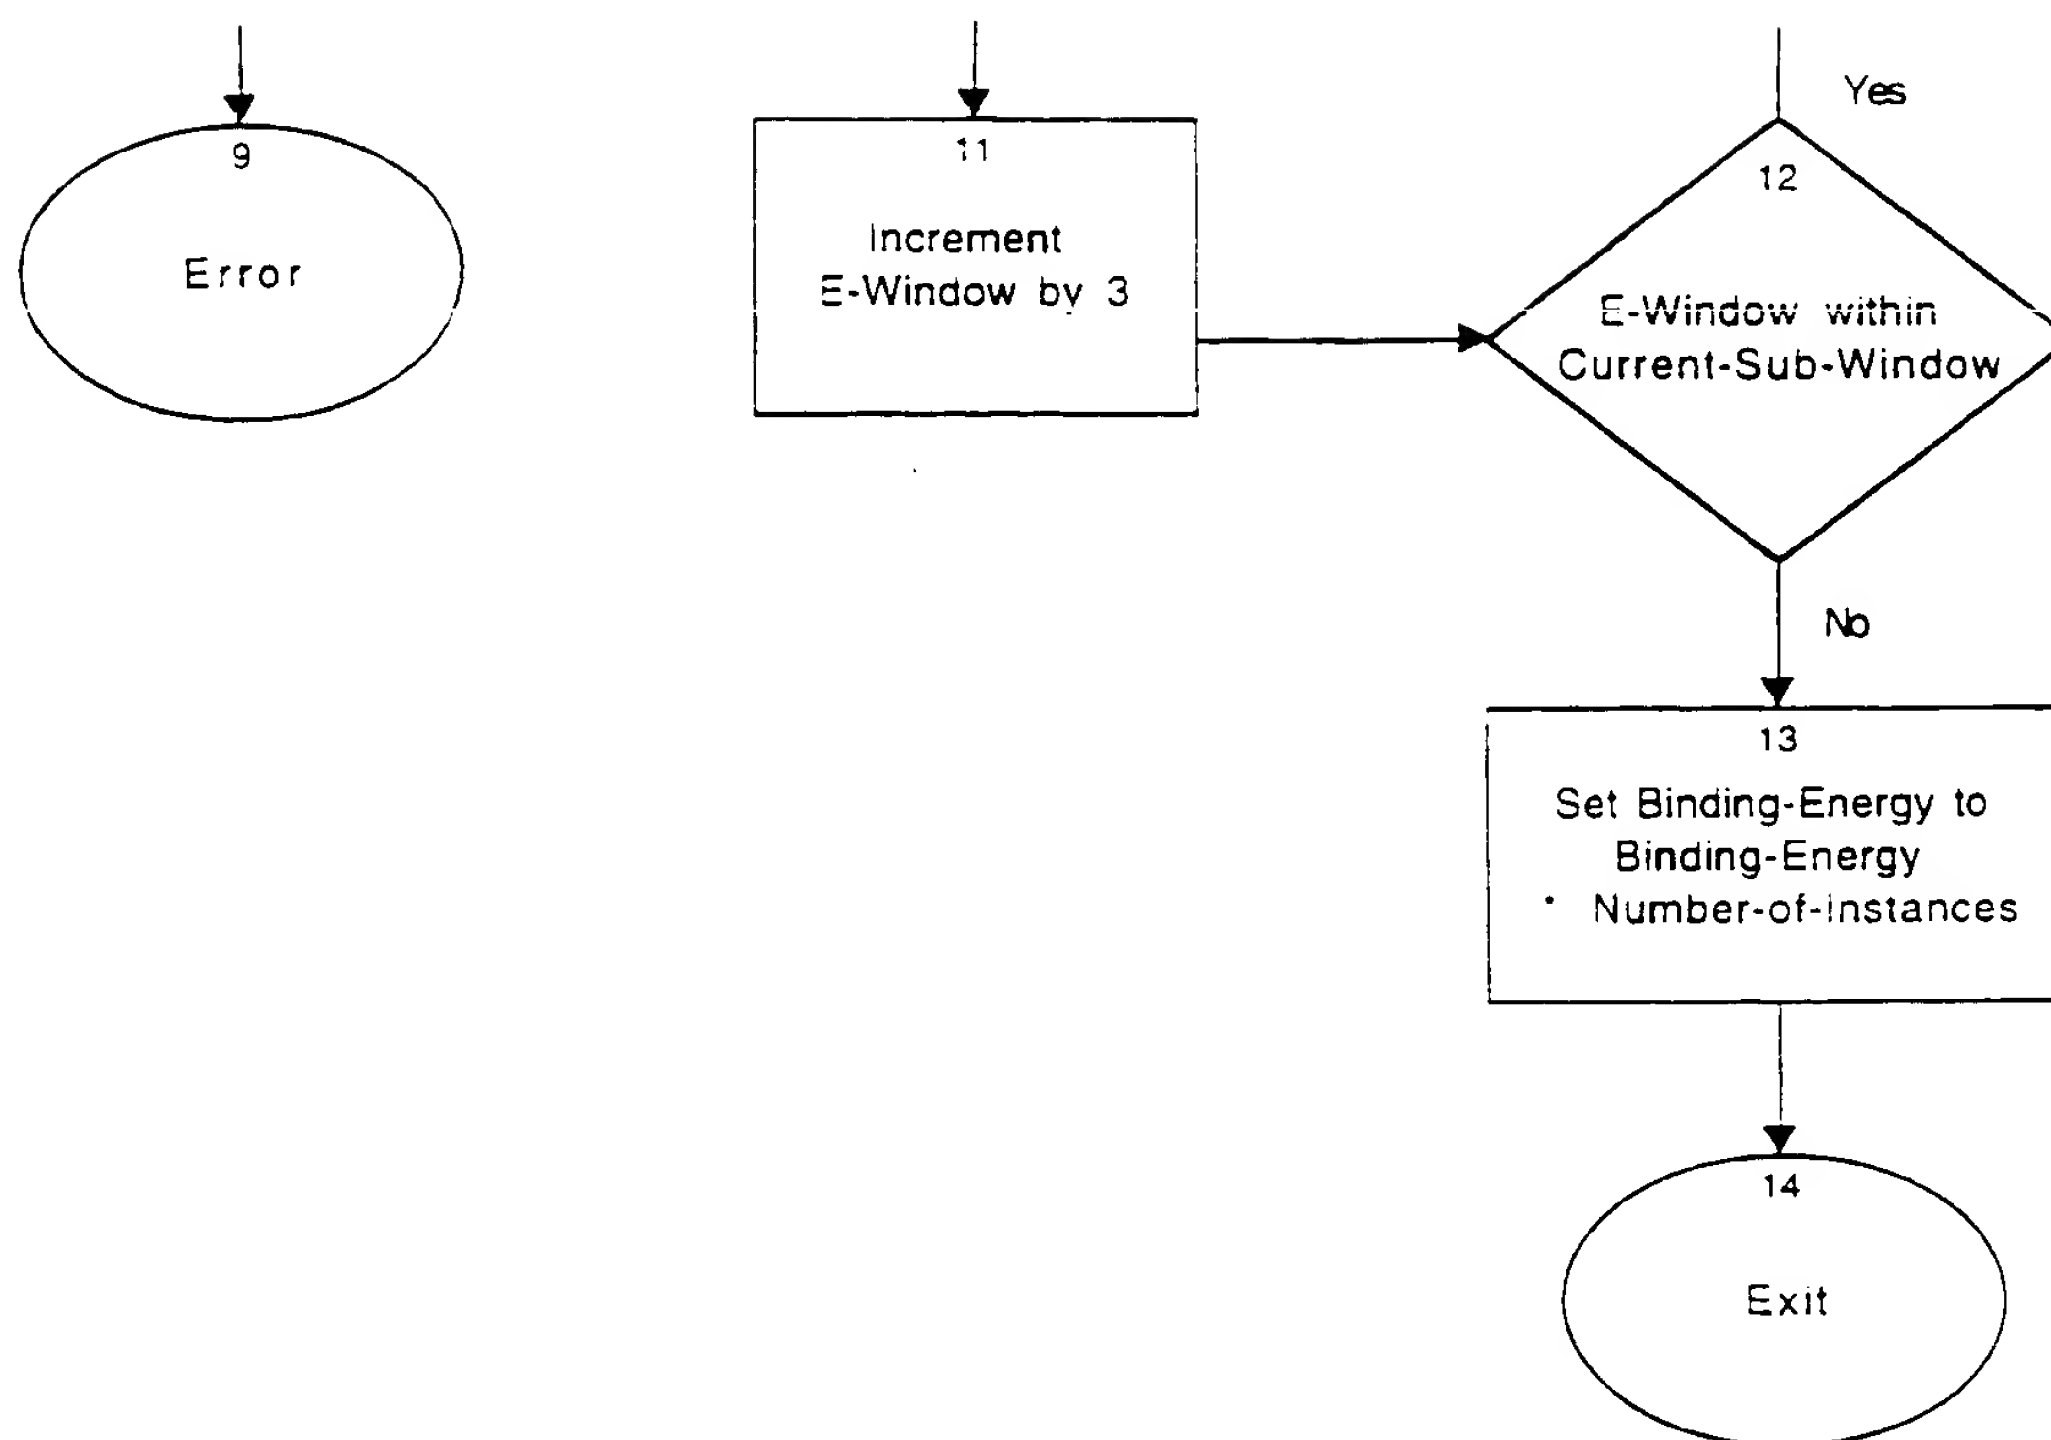 9
Error
11
Increment
E-Window by 3
Yes
12
E-Window within
Current-Sub-Window
No
13
Set Binding-Energy to
Binding-Energy
* Number-of-Instances
14
Exit